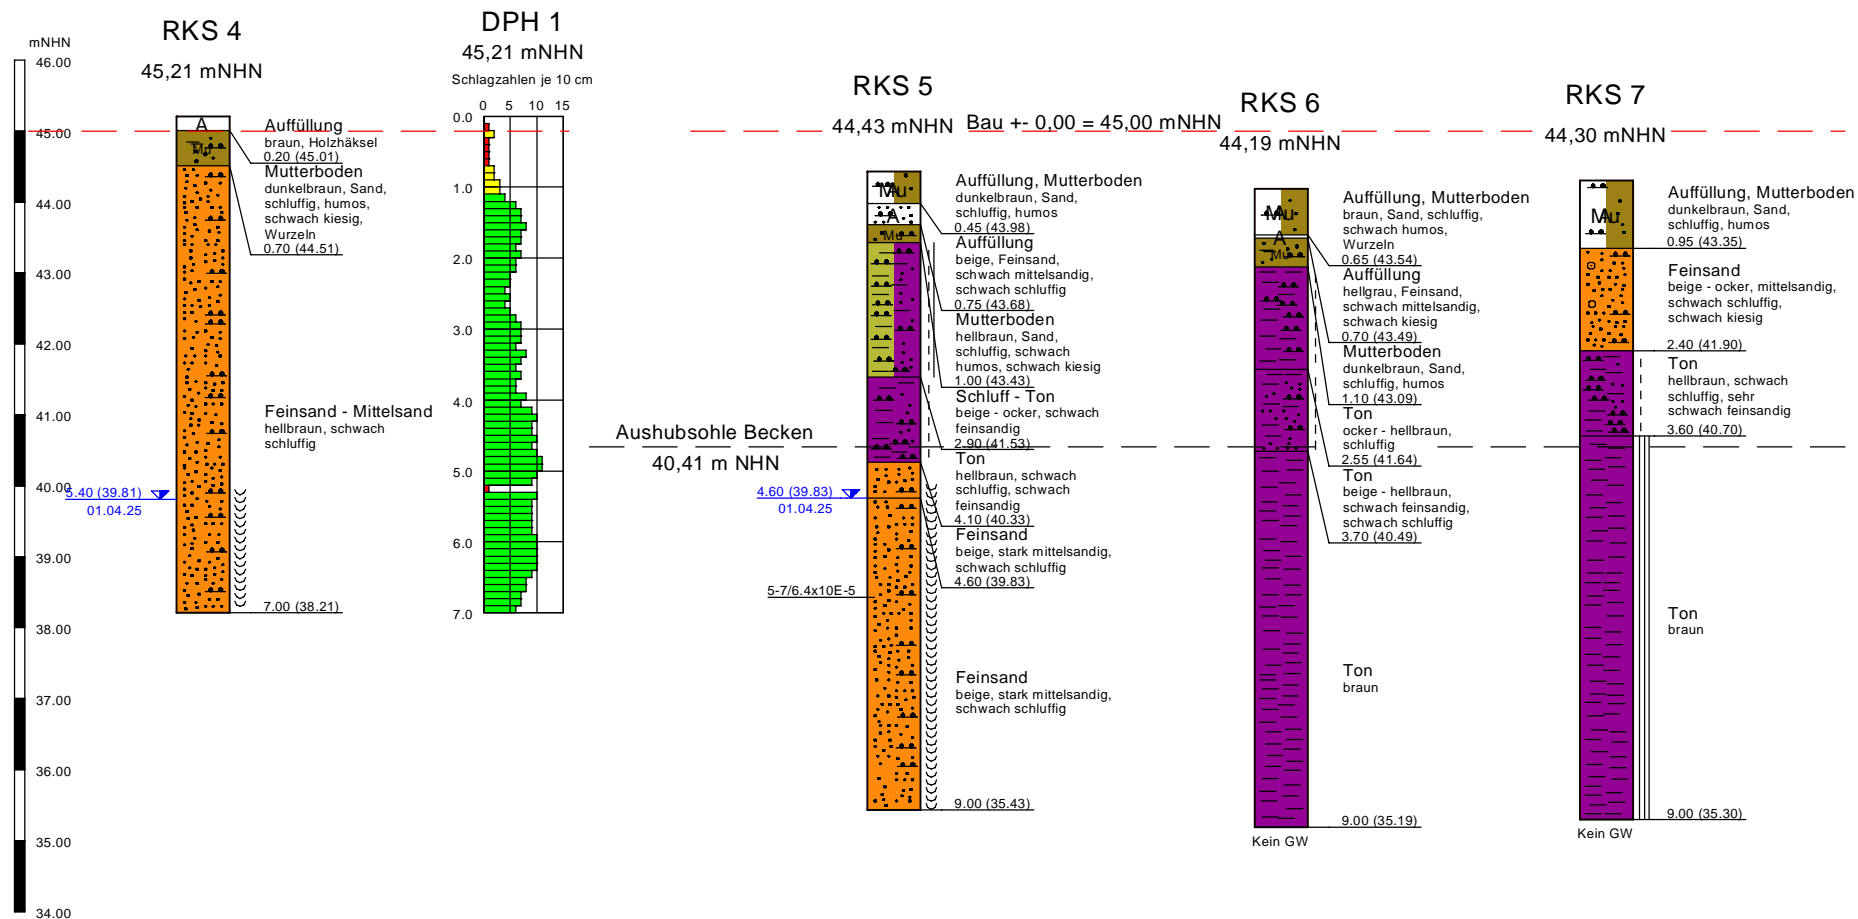 mNHN
46.00
45.00
44.00
43.00
42.00
41.00
40.00
39.00
38.00
37.00
36.00
35.00
34.00
RKS 4
45,21 mNHN
A
Mu
Auffüllung
braun, Holzhäksel
0.20 (45.01)
Mutterboden
dunkelbraun, Sand,
schluffig, humos,
schwach kiesig,
Wurzeln
0.70 (44.51)
Feinsand - Mittelsand
hellbraun, schwach
schluffig
5.40 (39.81)
01.04.25
7.00 (38.21)
DPH 1
45,21 mNHN
Schlagzahlen je 10 cm
0 5 10 15
0.0
1.0
2.0
3.0
4.0
5.0
6.0
7.0
Aushubsohle Becken
40,41 m NHN
RKS 5
44,43 mNHN
Bau +- 0,00 = 45,00 mNHN
Mu
A
A
Mu
Auffüllung, Mutterboden
dunkelbraun, Sand,
schluffig, humos
0.45 (43.98)
Auffüllung
beige, Feinsand,
schwach mittelsandig,
schwach schluffig
0.75 (43.68)
Mutterboden
hellbraun, Sand,
schluffig, schwach
humos, schwach kiesig
1.00 (43.43)
Schluff - Ton
beige - ocker, schwach
feinsandig
2.90 (41.53)
Ton
hellbraun, schwach
schluffig, schwach
feinsandig
4.10 (40.33)
Feinsand
beige, stark mittelsandig,
schwach schluffig
4.60 (39.83)
4.60 (39.83)
01.04.25
5-7/6.4x10E-5
Feinsand
beige, stark mittelsandig,
schwach schluffig
9.00 (35.43)
RKS 6
44,19 mNHN
Mu
A
A
Mu
Auffüllung, Mutterboden
braun, Sand, schluffig,
schwach humos,
Wurzeln
0.65 (43.54)
Auffüllung
hellgrau, Feinsand,
schwach mittelsandig,
schwach kiesig
0.70 (43.49)
Mutterboden
dunkelbraun, Sand,
schluffig, humos
1.10 (43.09)
Ton
ocker - hellbraun,
schluffig
2.55 (41.64)
Ton
beige - hellbraun,
schwach feinsandig,
schwach schluffig
3.70 (40.49)
Ton
braun
9.00 (35.19)
Kein GW
RKS 7
44,30 mNHN
Mu
A
Auffüllung, Mutterboden
dunkelbraun, Sand,
schluffig, humos
0.95 (43.35)
Feinsand
beige - ocker, mittelsandig,
schwach schluffig,
schwach kiesig
2.40 (41.90)
Ton
hellbraun, schwach
schluffig, sehr
schwach feinsandig
3.60 (40.70)
Ton
braun
9.00 (35.30)
Kein GW